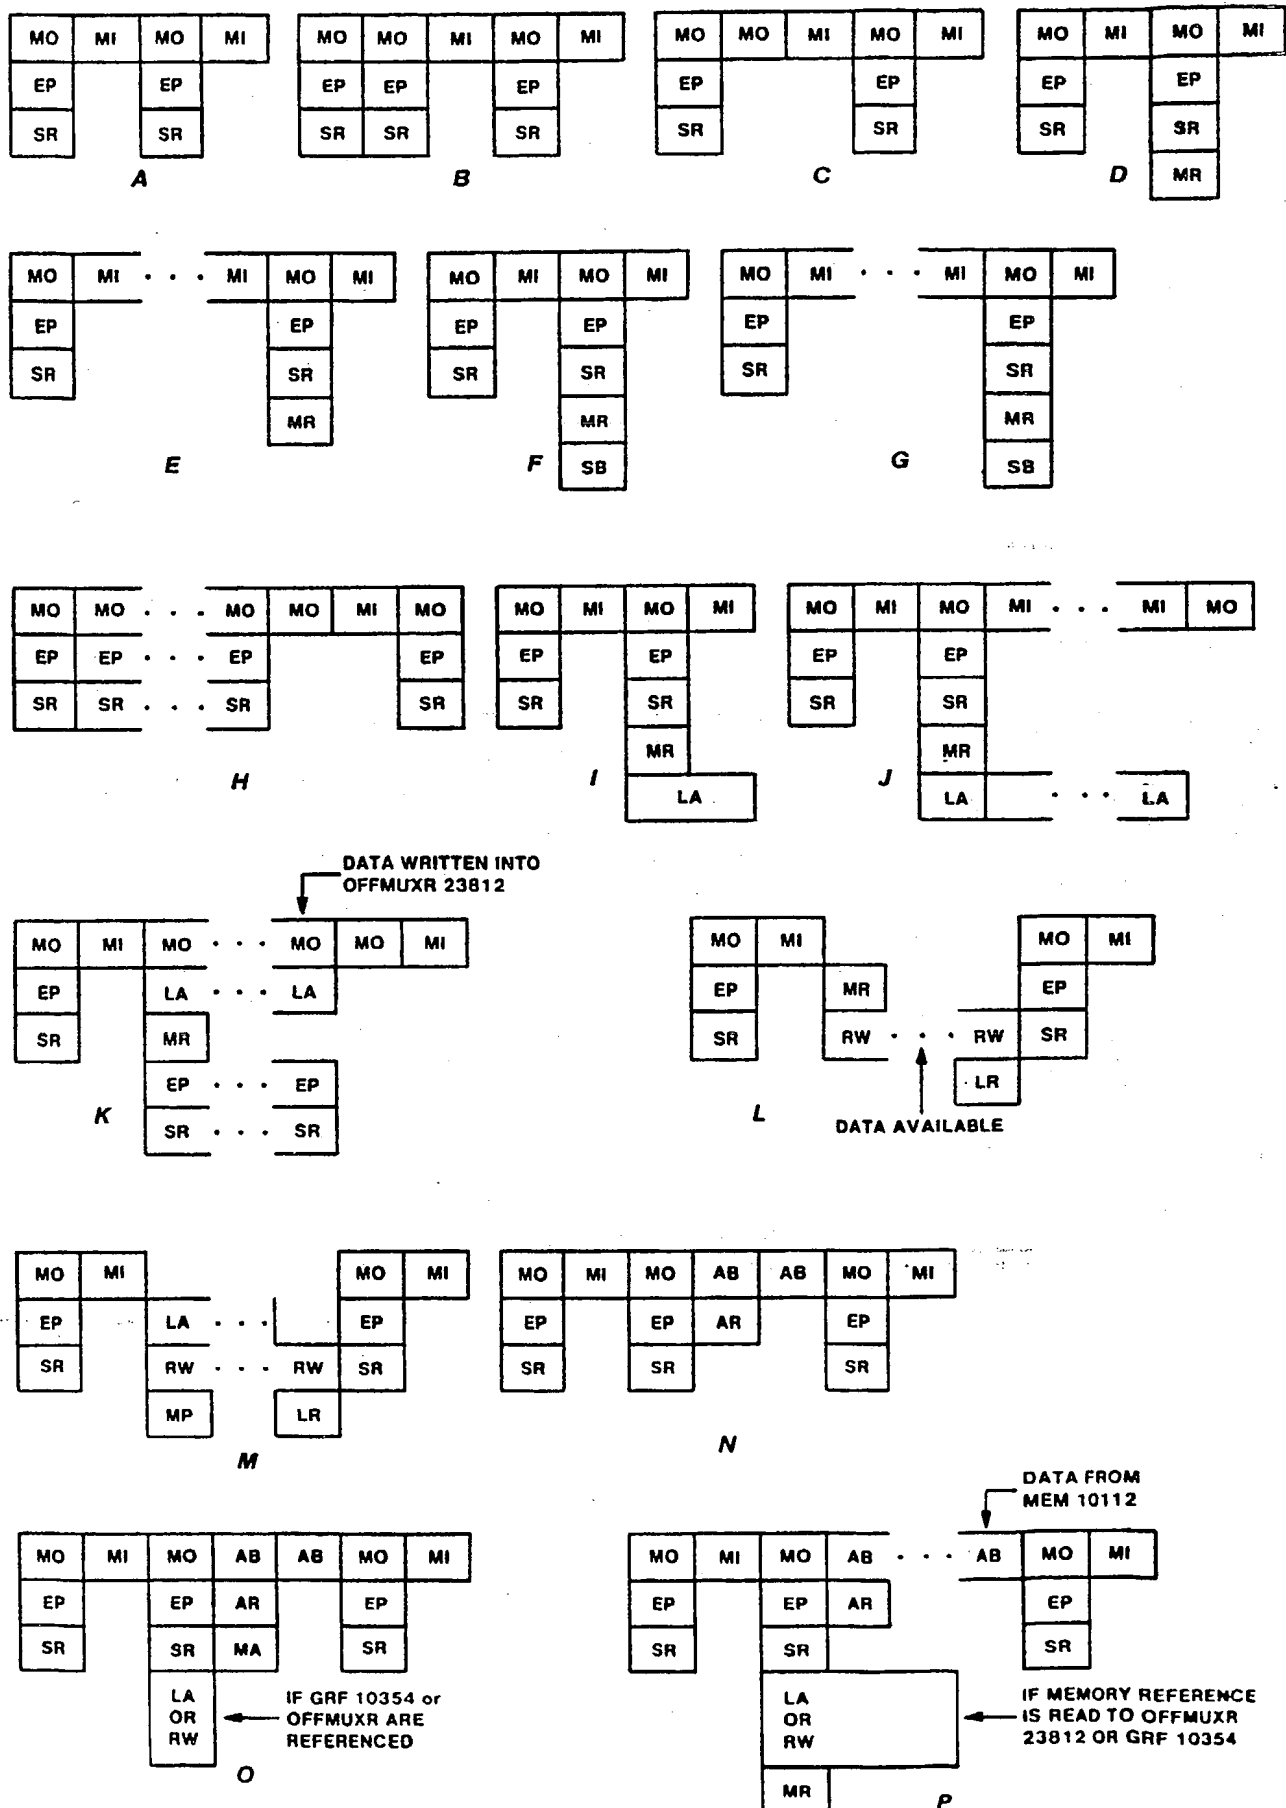 MO MI MO MI MO MO MI MO MI MO MO MI MO MI MO MI MO MI
EP EP EP EP EP EP EP EP EP
SR SR SR SR SR SR SR SR SR
A B C D MR
MO MI . . . MI MO MI MO MI MO MI MO MI . . . MI MO MI
EP EP EP EP EP EP
SR SR SR SR SR SR
MR MR MR
E F SB G SB
MO MO . . . MO MO MI MO MO MI MO MI MO MI MO MI . . . MI MO
EP EP . . . EP EP EP EP EP EP
SR SR . . . SR SR SR SR SR SR
MR MR
H I LA J LA . . . LA
DATA WRITTEN INTO
OFFMUXR 23812
MO MI MO . . . MO MO MI MO MI MO MI
EP LA . . . LA EP MR EP
SR MR SR RW . . . RW SR
EP . . . EP LR
K SR . . . SR L DATA AVAILABLE
MO MI MO MI MO MI MO AB AB MO MI
EP LA . . . EP EP EP AR EP
SR RW . . . RW SR SR SR SR
MP LR
M N
DATA FROM
MEM 10112
MO MI MO AB AB MO MI MO MI MO AB . . . AB MO MI
EP EP AR EP EP EP AR EP
SR SR MA SR SR SR SR
LA
OR
RW
IF GRF 10354 or
OFFMUXR ARE
REFERENCED
O
LA
OR
RW
IF MEMORY REFERENCE
IS READ TO OFFMUXR
23812 OR GRF 10354
MR P